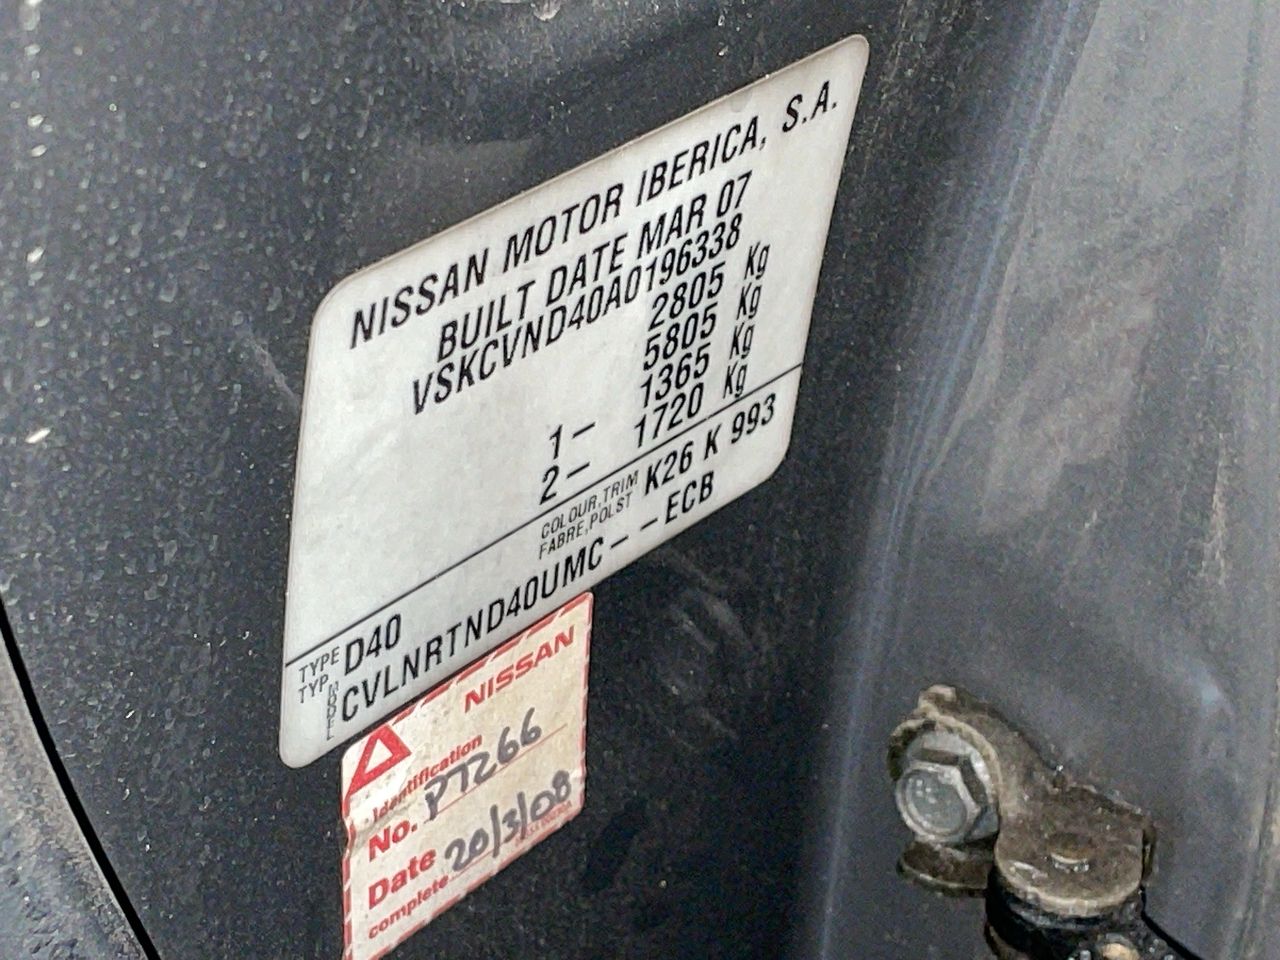 NISSAN MOTOR IBERICA, S.A.
BUILT DATE MAR 07
VSKCVND40A0196338
2805 Kg
5805 Kg
1- 1365 Kg
2- 1720 Kg
COLOUR,TRIM K26 K 993
FABRE,POLST
TYPE D40
TYP
MODEL CVLNRTND40UMC--ECB
NISSAN
Identification
No. PT266
Date 20/3/08
complete